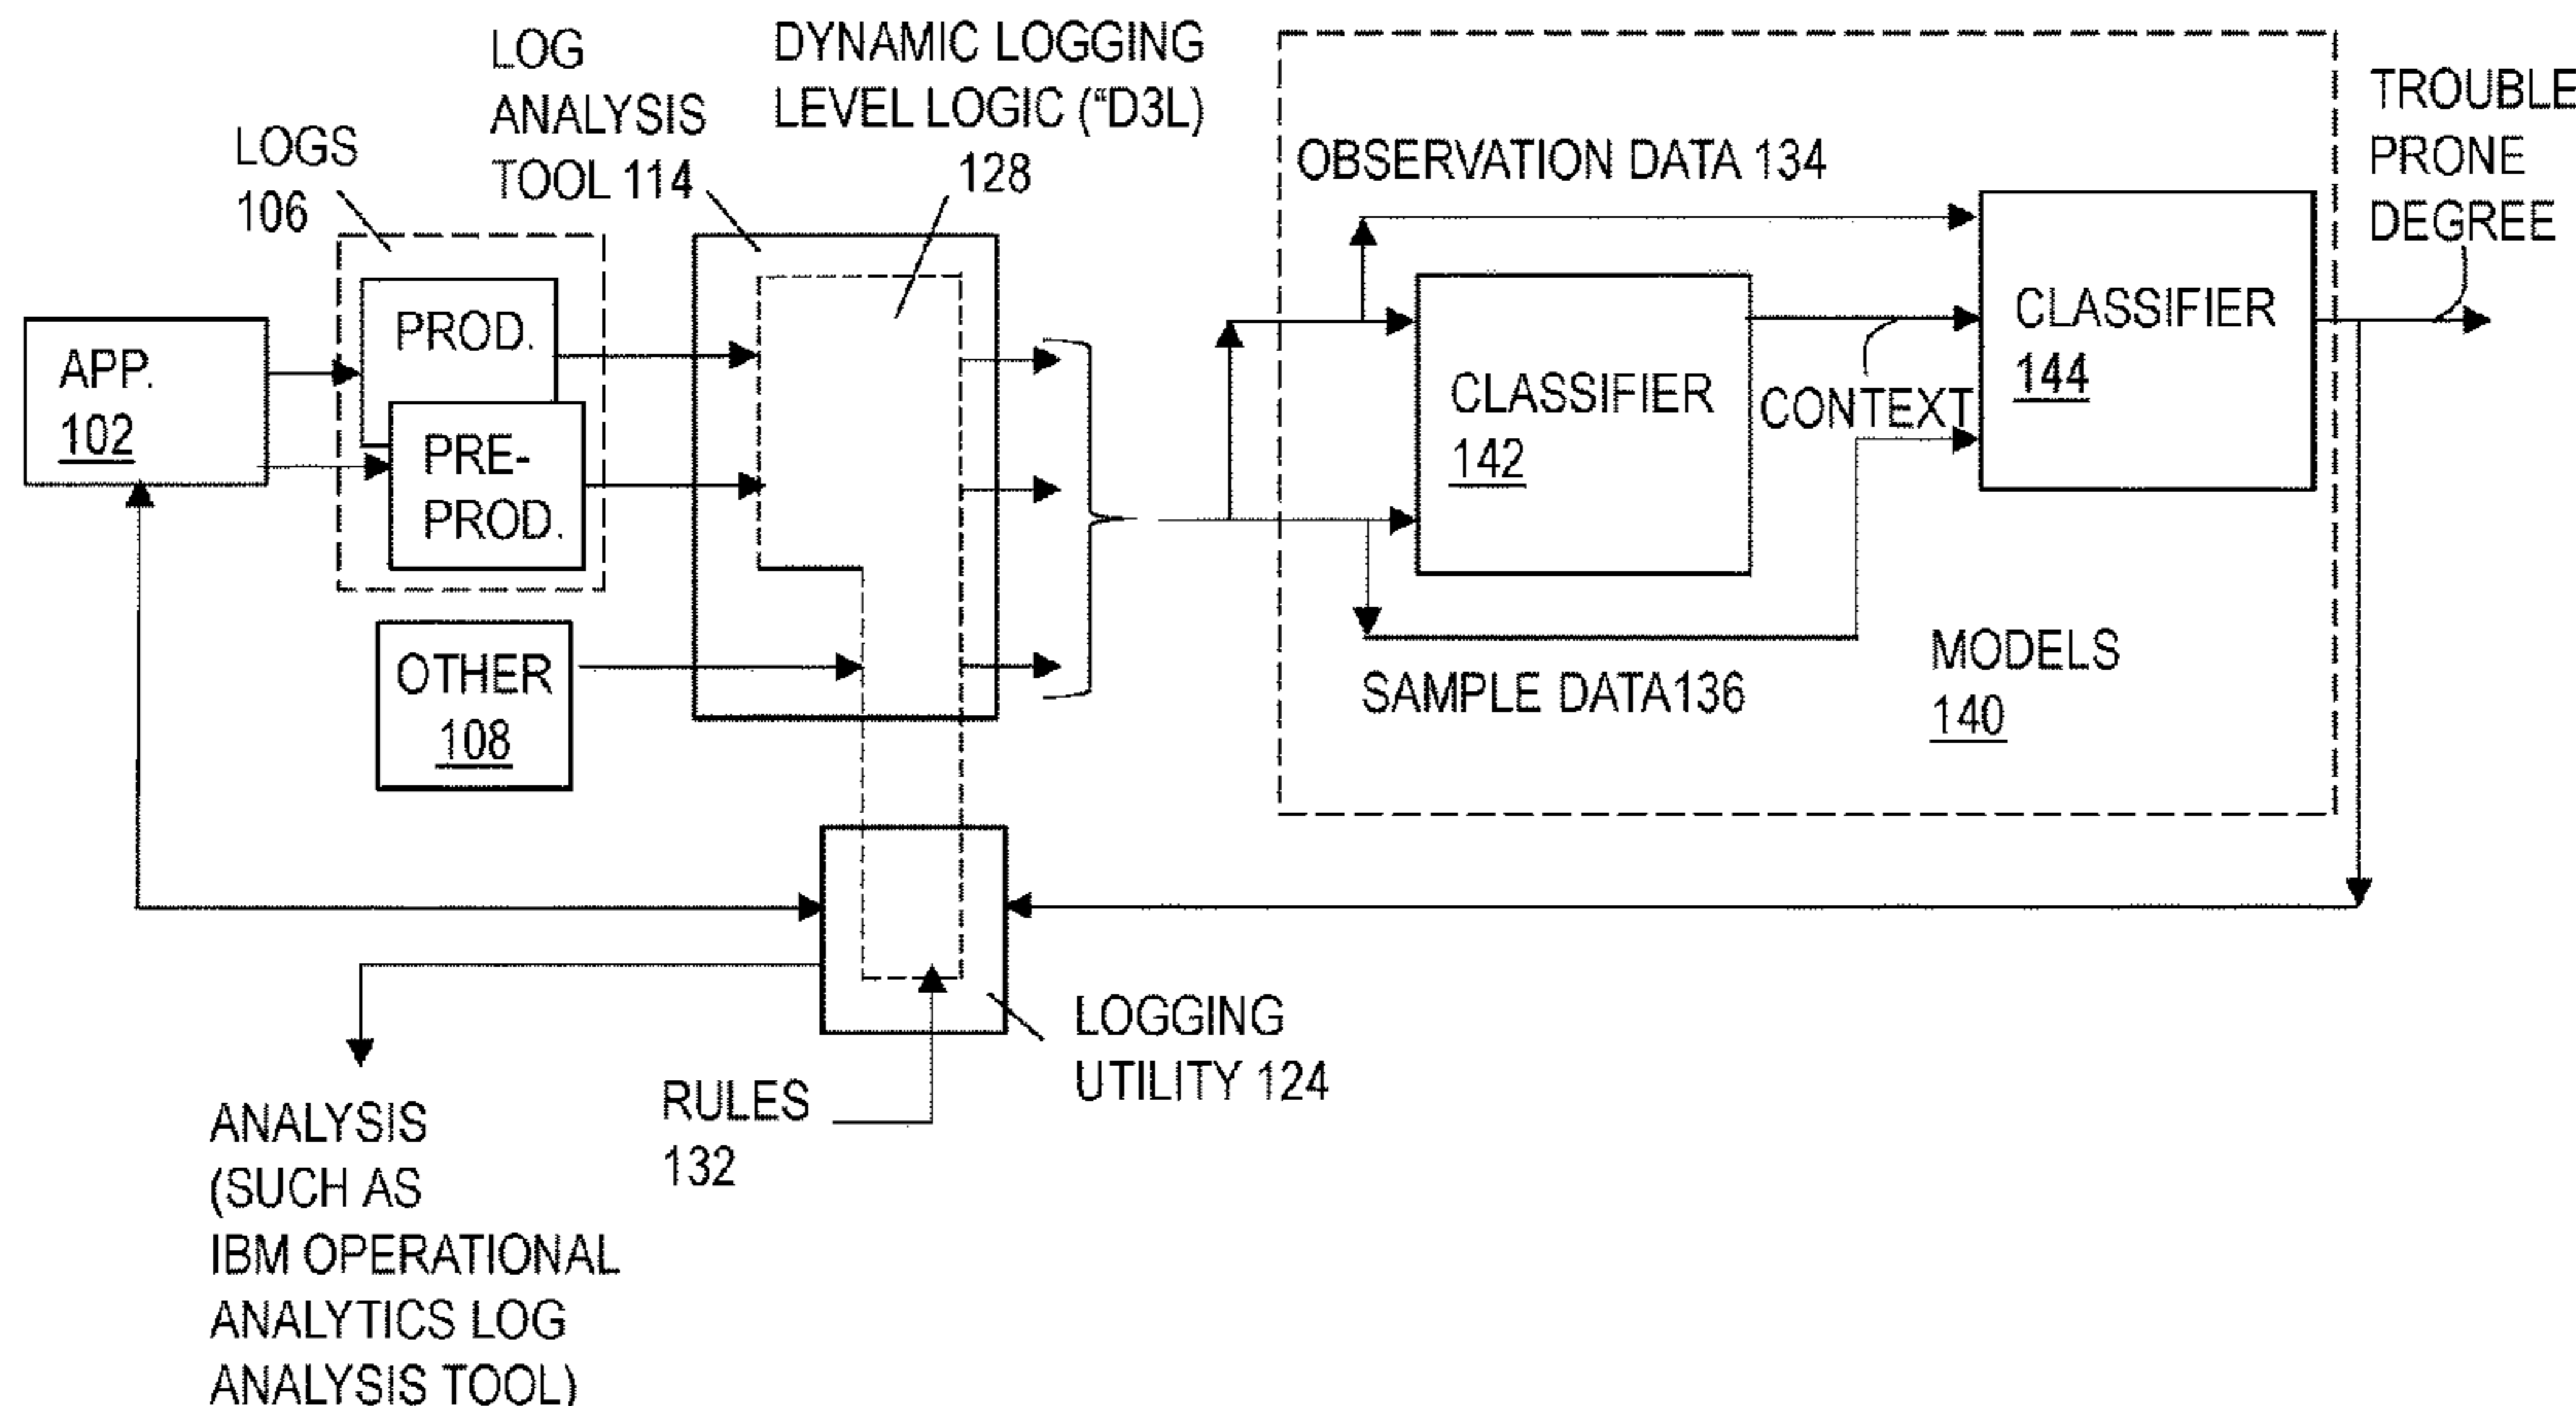 LOGS
106
LOG
ANALYSIS
TOOL 114
DYNAMIC LOGGING
LEVEL LOGIC (“D3L)
128
OBSERVATION DATA 134
TROUBLE
PRONE
DEGREE
APP.
102
PROD.
PRE-
PROD.
OTHER
108
CLASSIFIER
142
CONTEXT
CLASSIFIER
144
SAMPLE DATA136
MODELS
140
LOGGING
UTILITY 124
RULES
132
ANALYSIS
(SUCH AS
IBM OPERATIONAL
ANALYTICS LOG
ANALYSIS TOOL)